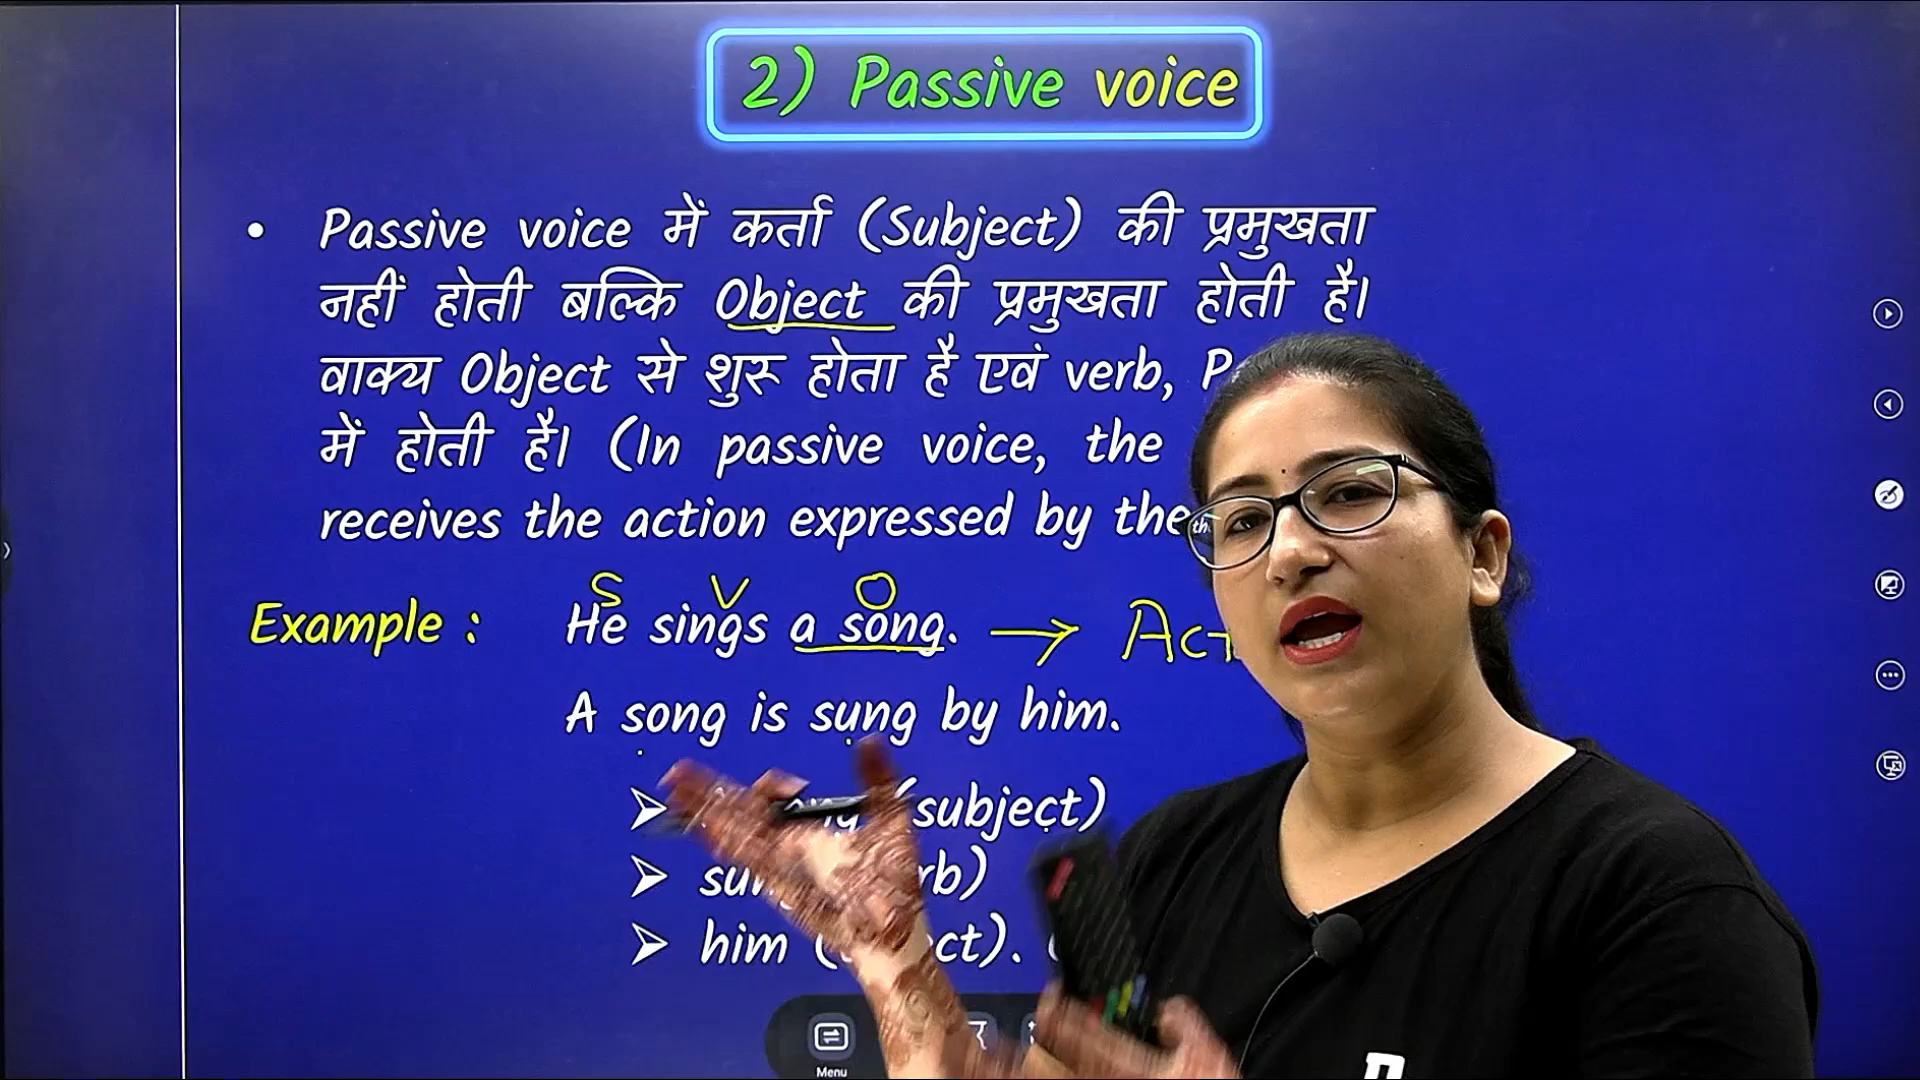 2) Passive voice
• Passive voice में कर्ता (Subject) की प्रमुखता
नहीं होती बल्कि Object की प्रमुखता होती है।
वाक्य Object से शुरू होता है एवं verb,
में होती है। (In passive voice, the
receives the action expressed by the
S V O
Example : He sings a song. →
A song is sung by him.
➤ (subject)
➤
➤ him
Menu